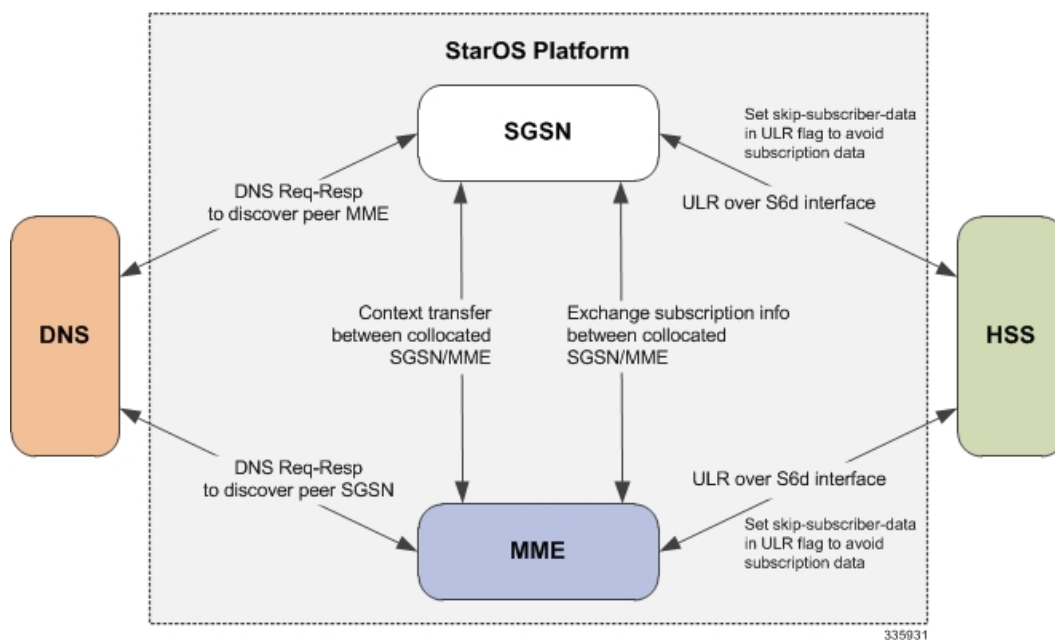 StarOS Platform
SGSN
Set skip-subscriber-data
in ULR flag to avoid
subscription data
DNS Req-Resp
to discover peer MME
ULR over S6d interface
DNS
Context transfer
between collocated
SGSN/MME
Exchange subscription info
between collocated
SGSN/MME
HSS
DNS Req-Resp
to discover peer SGSN
ULR over S6d interface
MME
Set skip-subscriber-data
in ULR flag to avoid
subscription data
335931